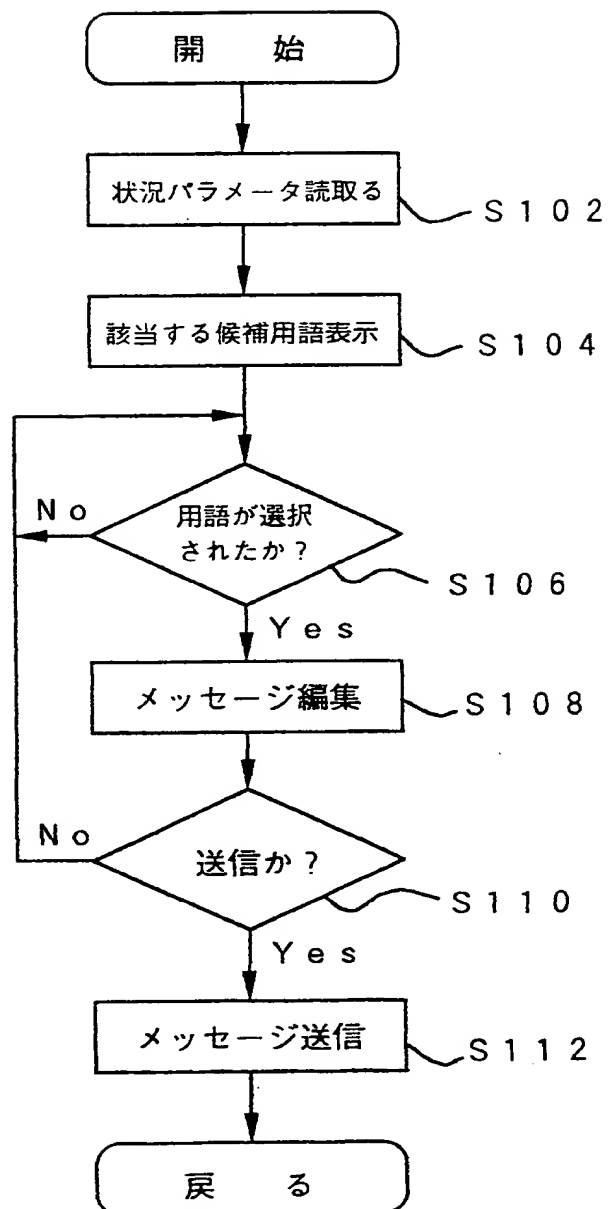 開 始
状況パラメータ読取る
S102
該当する候補用語表示
S104
No
用語が選択
されたか?
S106
Yes
メッセージ編集
S108
No
送信か?
S110
Yes
メッセージ送信
S112
戻 る